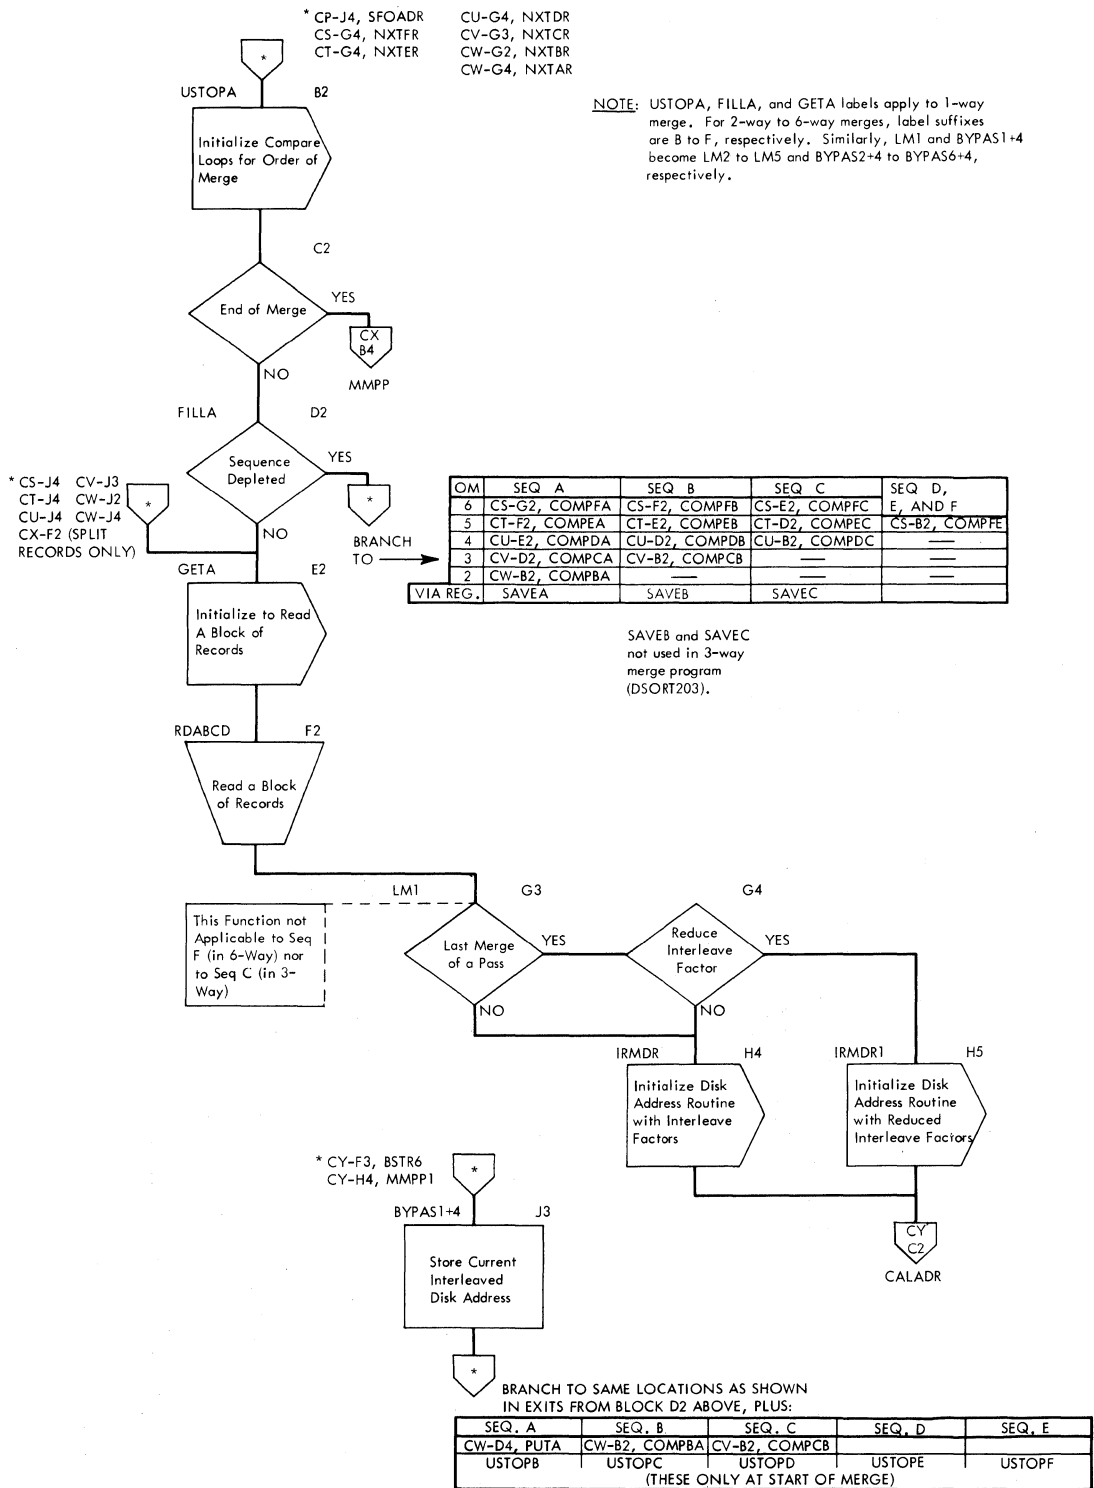 * CP-J4, SFOADR CU-G4, NXTDR
CS-G4, NXTFR CV-G3, NXTCR
CT-G4, NXTER CW-G2, NXTBR
CW-G4, NXTAR
*
USTOPA B2
NOTE: USTOPA, FILLA, and GETA labels apply to 1-way
merge. For 2-way to 6-way merges, label suffixes
are B to F, respectively. Similarly, LM1 and BYPAS1+4
become LM2 to LM5 and BYPAS2+4 to BYPAS6+4,
respectively.
Initialize Compare
Loops for Order of
Merge
C2
End of Merge
YES
CX
B4
MMPP
NO
FILLA D2
Sequence
Depleted
YES
*
BRANCH
TO
NO
* CS-J4 CV-J3
CT-J4 CW-J2
CU-J4 CW-J4
CX-F2 (SPLIT
RECORDS ONLY)
*
OM SEQ A SEQ B SEQ C SEQ D,
6 CS-G2, COMPFA CS-F2, COMPFB CS-E2, COMPFC E, AND F
5 CT-F2, COMPEA CT-E2, COMPEB CT-D2, COMPEC CS-B2, COMPFE
4 CU-E2, COMPDA CU-D2, COMPDB CU-B2, COMPDC —
3 CV-D2, COMPCA CV-B2, COMPCB — —
2 CW-B2, COMPBA — — —
VIA REG. SAVEA SAVEB SAVEC
SAVEB and SAVEC
not used in 3-way
merge program
(DSORT203).
GETA E2
Initialize to Read
A Block of
Records
RDABCD F2
Read a Block
of Records
LM1 G3 G4
This Function not
Applicable to Seq
F (in 6-Way) nor
to Seq C (in 3-
Way)
Last Merge
of a Pass
YES
NO
Reduce
Interleave
Factor
YES
NO
IRMDR H4
Initialize Disk
Address Routine
with Interleave
Factors
IRMDR1 H5
Initialize Disk
Address Routine
with Reduced
Interleave Factors
CY
C2
CALADR
* CY-F3, BSTR6
CY-H4, MMPP1
*
BYPAS1+4 J3
Store Current
Interleaved
Disk Address
*
BRANCH TO SAME LOCATIONS AS SHOWN
IN EXITS FROM BLOCK D2 ABOVE, PLUS:
SEQ. A SEQ. B. SEQ. C SEQ. D SEQ. E
CW-D4, PUTA CW-B2, COMPBA CV-B2, COMPCB
USTOPB USTOPC USTOPD USTOPE USTOPF
(THESE ONLY AT START OF MERGE)